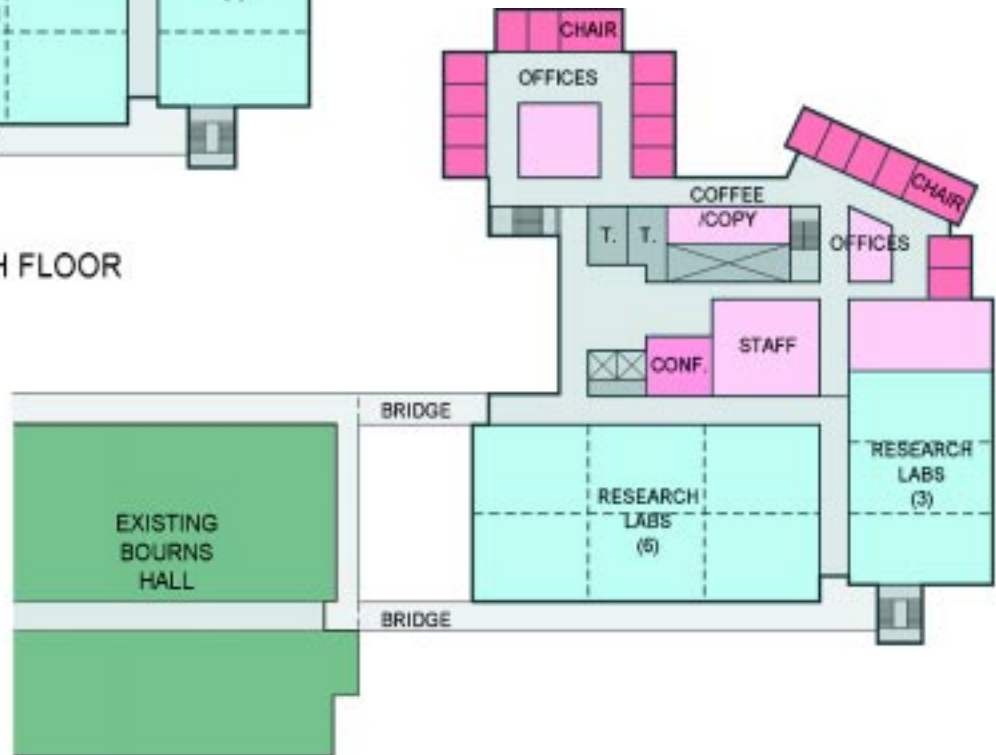 CHAIR
OFFICES
COFFEE
/COPY
T. T.
CHAIR
OFFICES
H FLOOR
STAFF
CONF.
BRIDGE
RESEARCH
LABS
(3)
RESEARCH
LABS
(6)
EXISTING
BOURNS
HALL
BRIDGE